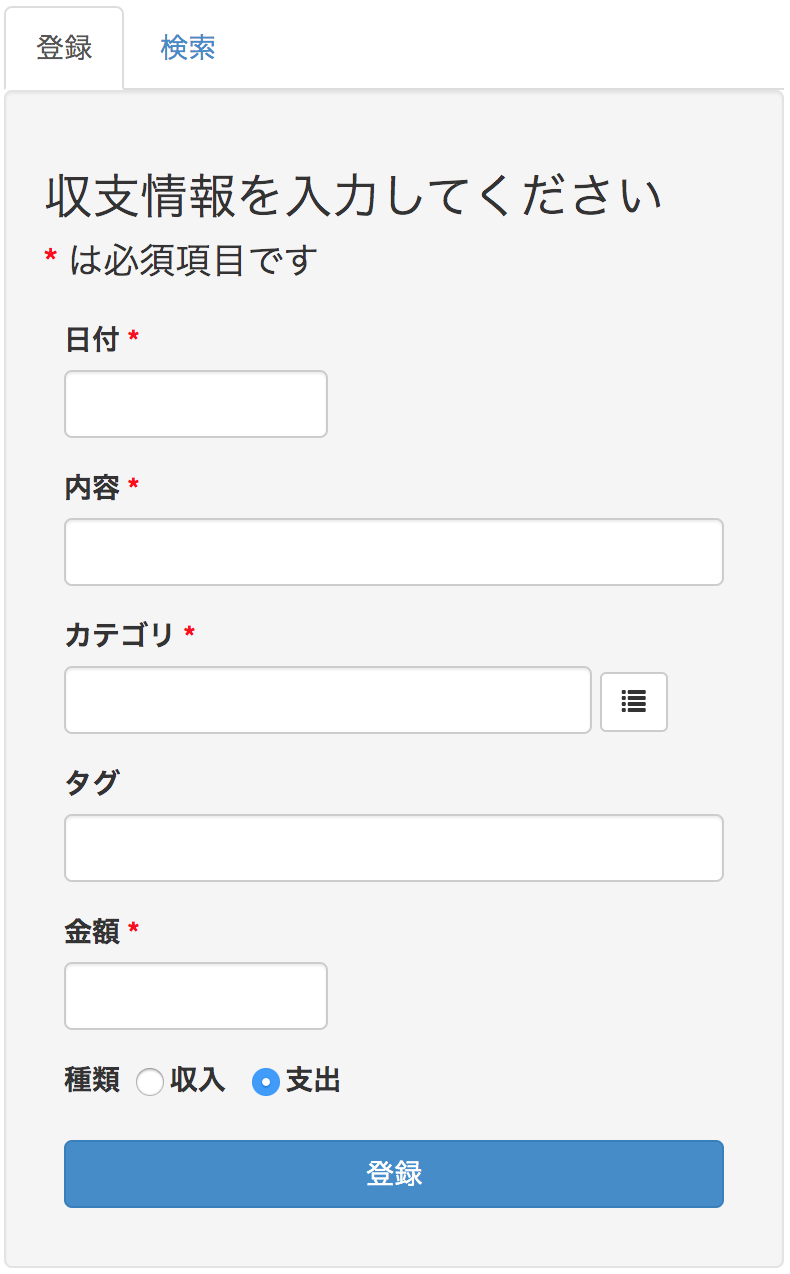 登録 検索
収支情報を入力してください
* は必須項目です
日付 *
内容 *
カテゴリ *
タグ
金額 *
種類 収入 支出
登録